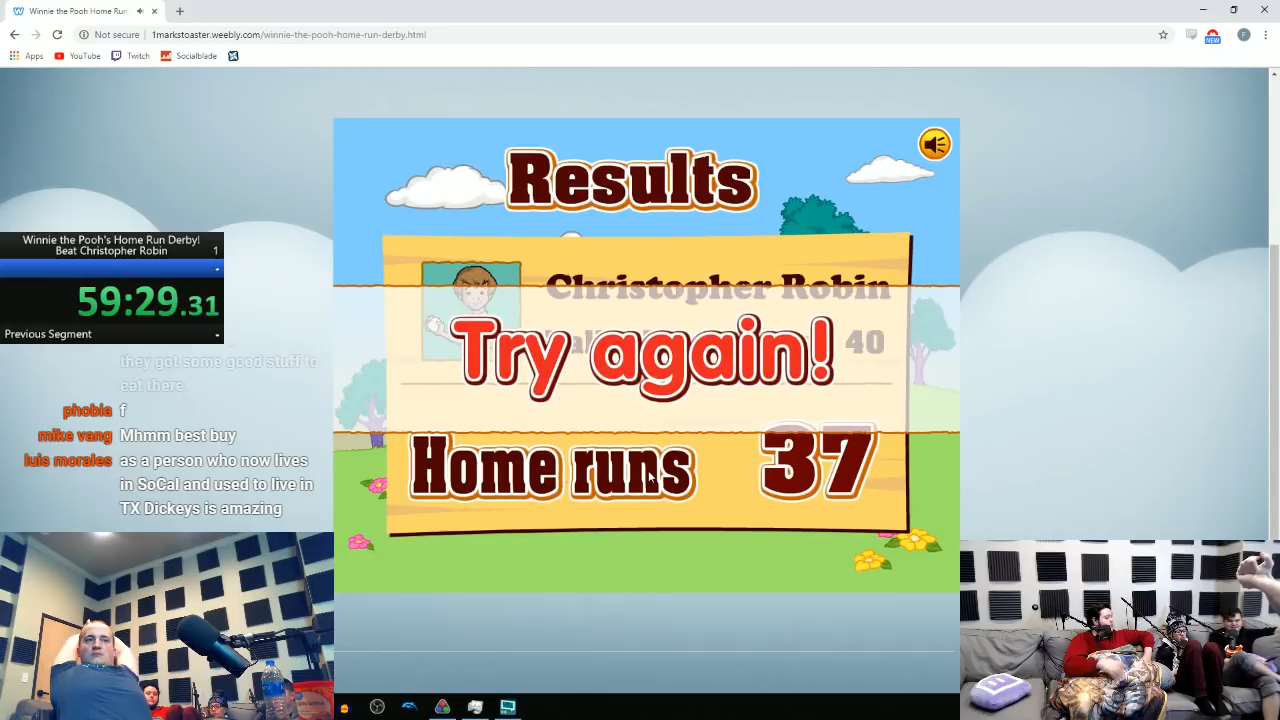 Winnie the Pooh Home Run
Not secure | 1markstoaster.weebly.com/winnie-the-pooh-home-run-derby.html
NEW
F
Apps YouTube Twitch Socialblade
Results
Winnie the Pooh's Home Run Derby!
Beat Christopher Robin 1
-
59:29.31
Previous Segment -
Christopher Robin
40
Try again!
Home runs 37
they got some good stuff to
eat there
phobia f
mike vang Mhmm best buy
luis morales as a person who now lives
in SoCal and used to live in
TX Dickeys is amazing